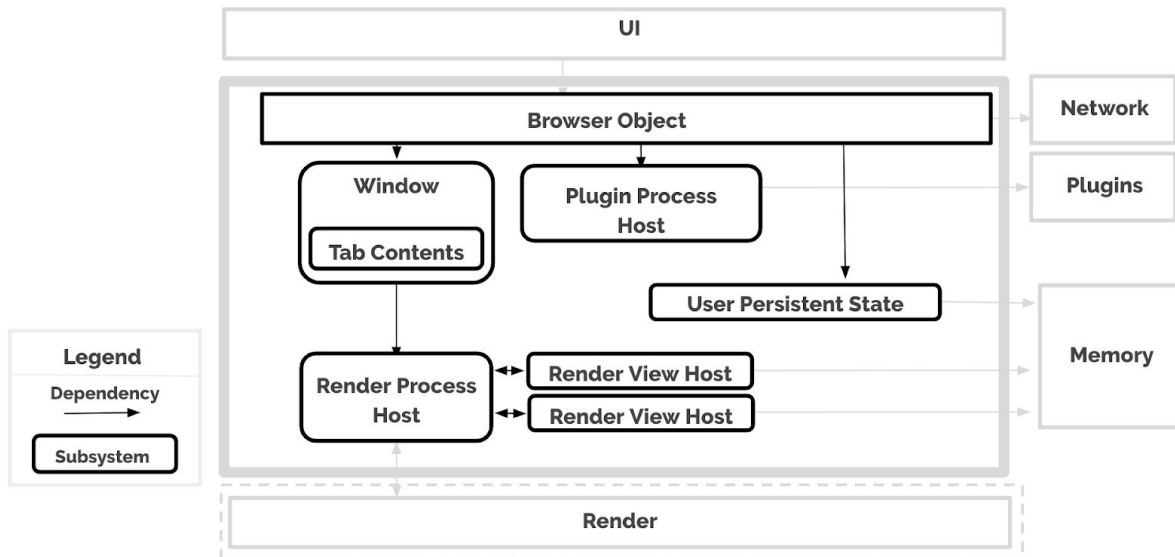 UI
Browser Object
Network
Window
Plugin Process
Host
Plugins
Tab Contents
User Persistent State
Memory
Legend
Dependency
Subsystem
Render Process
Host
Render View Host
Render View Host
Render